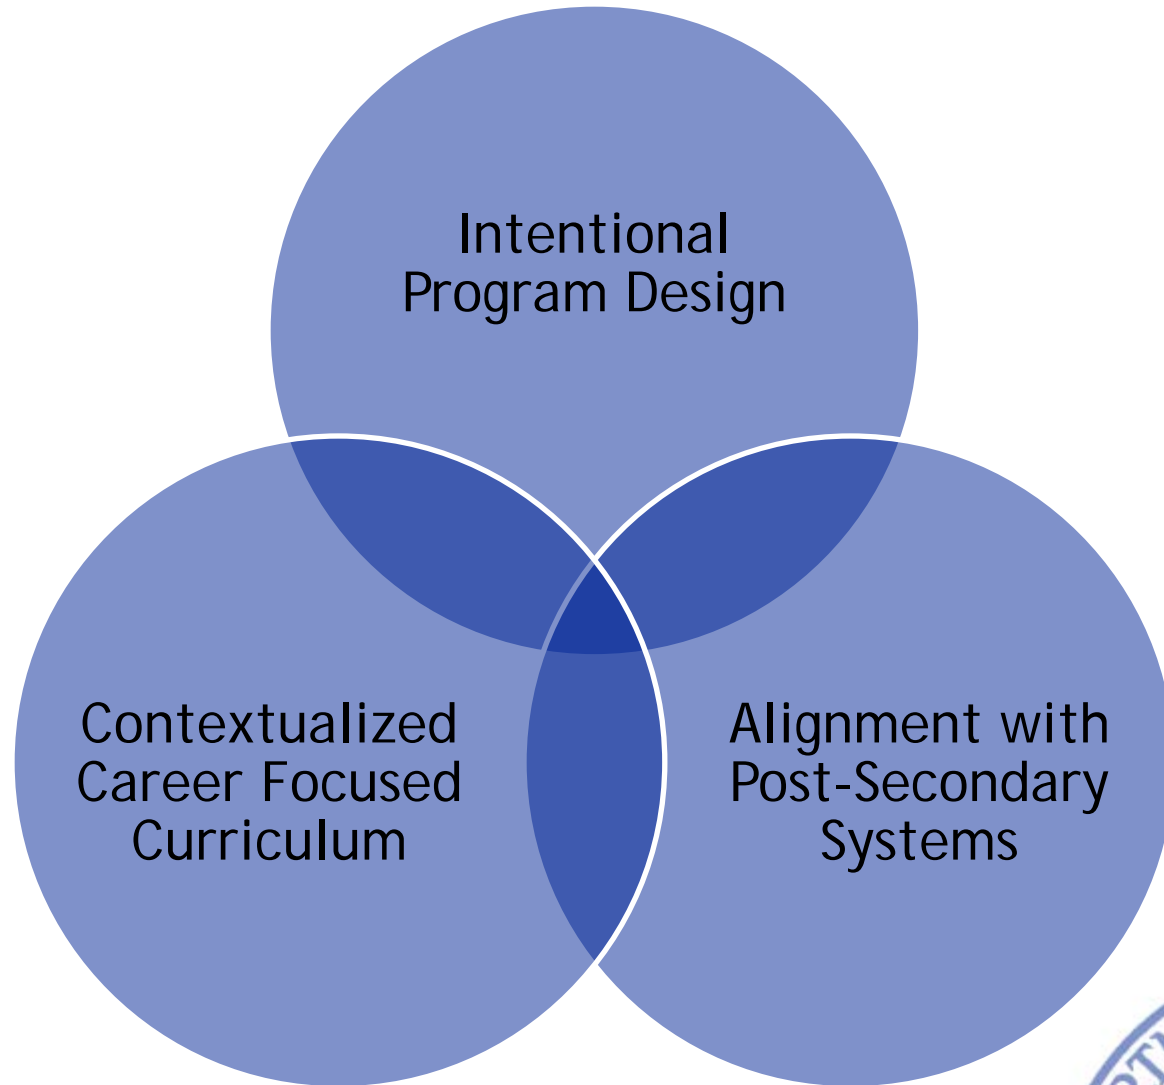 Intentional
Program Design
Contextualized
Career Focused
Curriculum
Alignment with
Post-Secondary
Systems